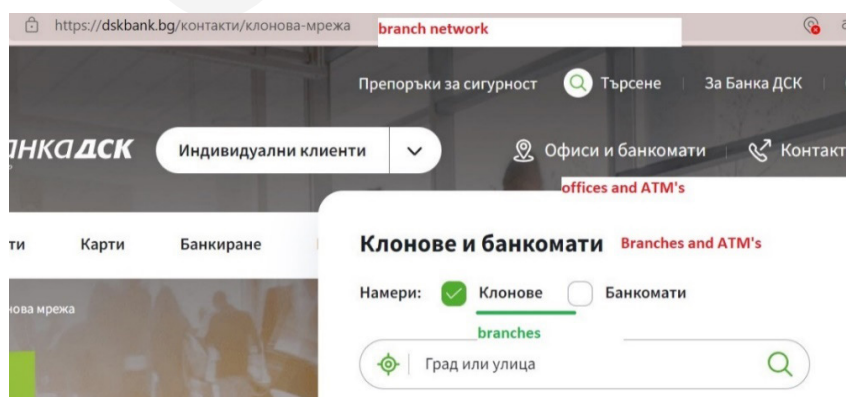 https://dskbank.bg/контакти/клонова-мрежа branch network
Препоръки за сигурност Търсене За Банка ДСК
ДСК Индивидуални клиенти Офиси и банкомати Контакт
offices and ATM's
Карти Банкиране
Клонове и банкомати Branches and ATM's
Намери: Клонове Банкомати
нова мрежа
branches
Град или улица